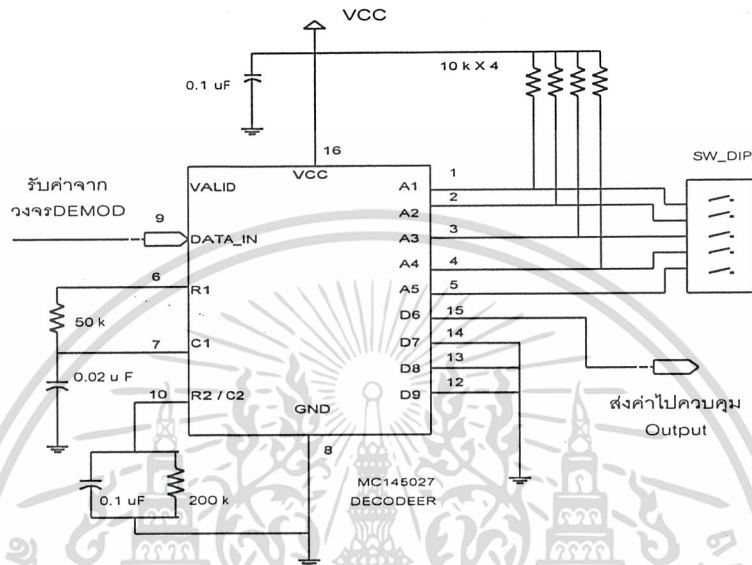 VCC
0.1 uF
10 k X 4
16
VCC
SW_DIP
รับค่าจาก
วงจรDEMOD
VALID
A1
1
A2
2
9
DATA_IN
A3
3
A4
4
6
R1
A5
5
50 k
D6
15
7
C1
D7
14
D8
13
0.02 u F
10
R2 / C2
D9
12
GND
ส่งค่าไปควบคุม
Output
8
0.1 uF
200 k
MC145027
DECODEER